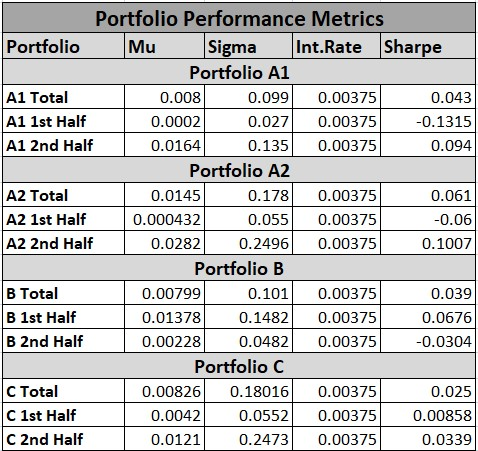 Portfolio Performance Metrics
Portfolio Mu Sigma Int.Rate Sharpe
Portfolio A1
A1 Total 0.008 0.099 0.00375 0.043
A1 1st Half 0.0002 0.027 0.00375 -0.1315
A1 2nd Half 0.0164 0.135 0.00375 0.094
Portfolio A2
A2 Total 0.0145 0.178 0.00375 0.061
A2 1st Half 0.000432 0.055 0.00375 -0.06
A2 2nd Half 0.0282 0.2496 0.00375 0.1007
Portfolio B
B Total 0.00799 0.101 0.00375 0.039
B 1st Half 0.01378 0.1482 0.00375 0.0676
B 2nd Half 0.00228 0.0482 0.00375 -0.0304
Portfolio C
C Total 0.00826 0.18016 0.00375 0.025
C 1st Half 0.0042 0.0552 0.00375 0.00858
C 2nd Half 0.0121 0.2473 0.00375 0.0339